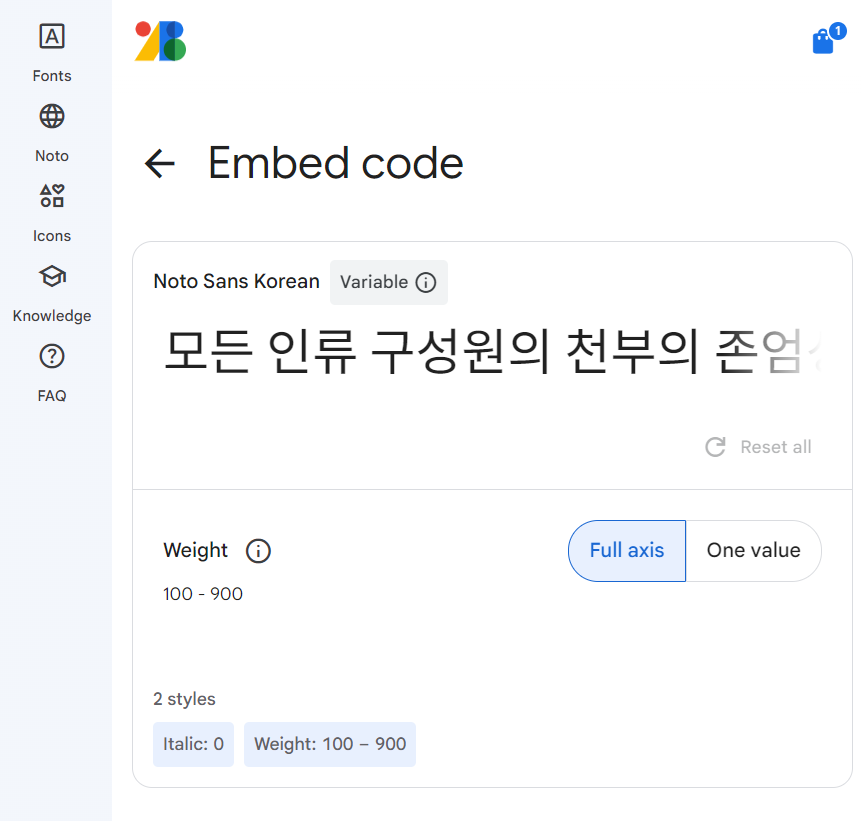 Fonts
Noto
Icons
Knowledge
FAQ
1
Embed code
Noto Sans Korean Variable
모든 인류 구성원의 천부의 존엄
Reset all
Weight
Full axis One value
100 - 900
2 styles
Italic: 0 Weight: 100 – 900